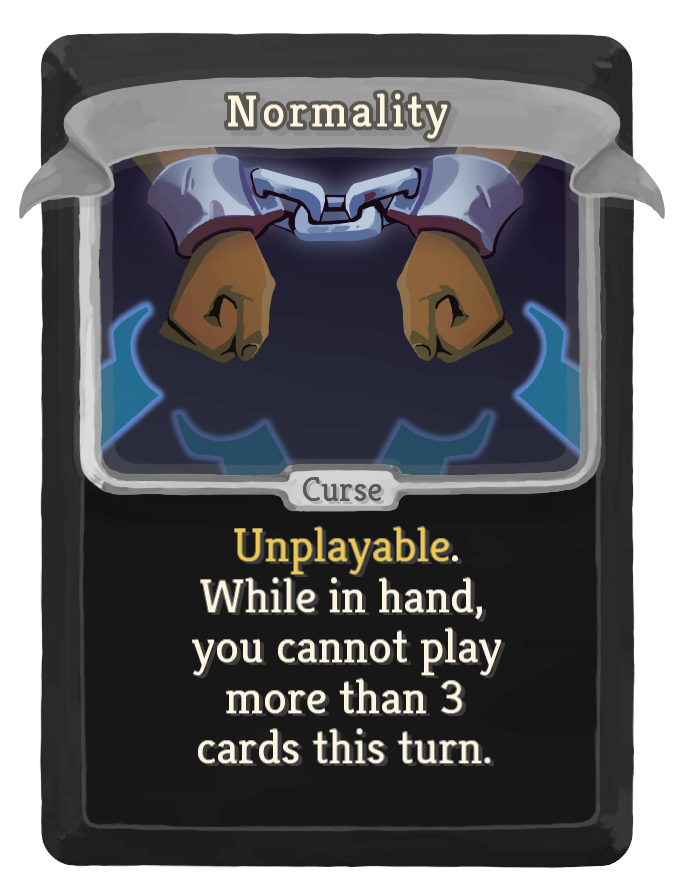 Normality
Curse
Unplayable.
While in hand,
you cannot play
more than 3
cards this turn.